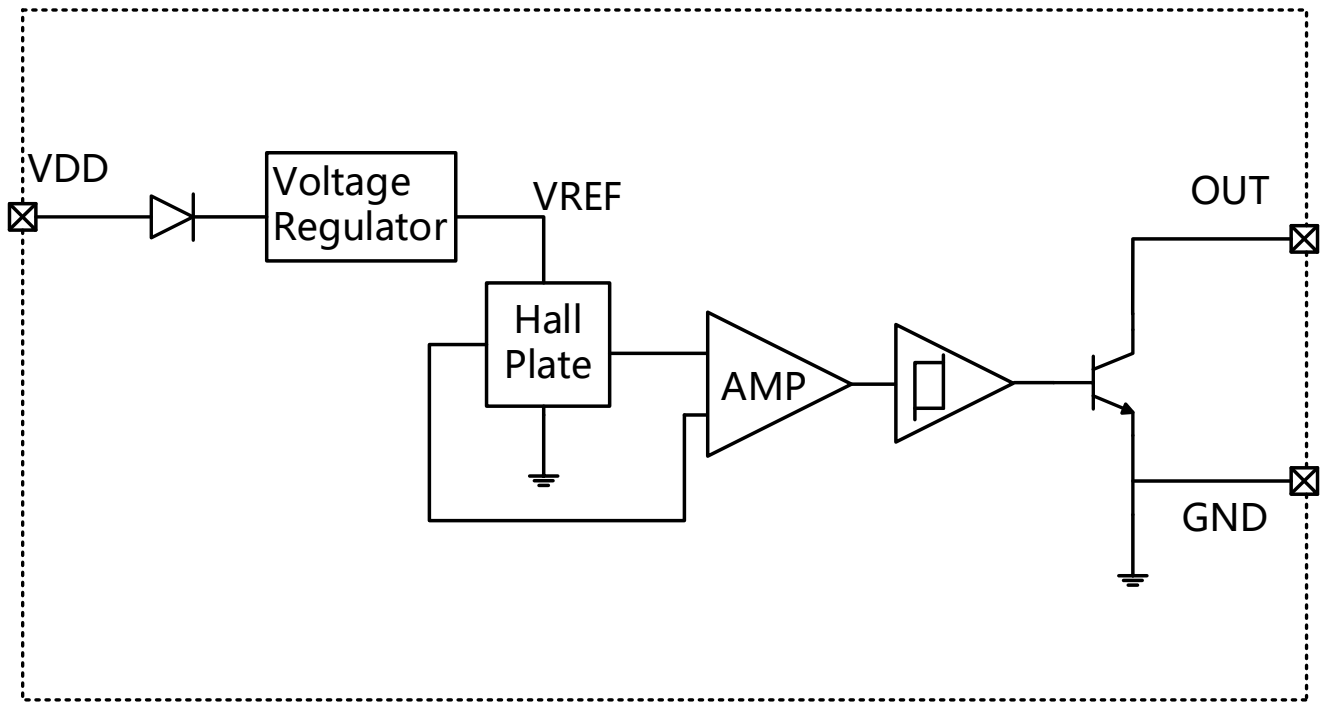 VDD
Voltage
Regulator
VREF
OUT
Hall
Plate
AMP
GND